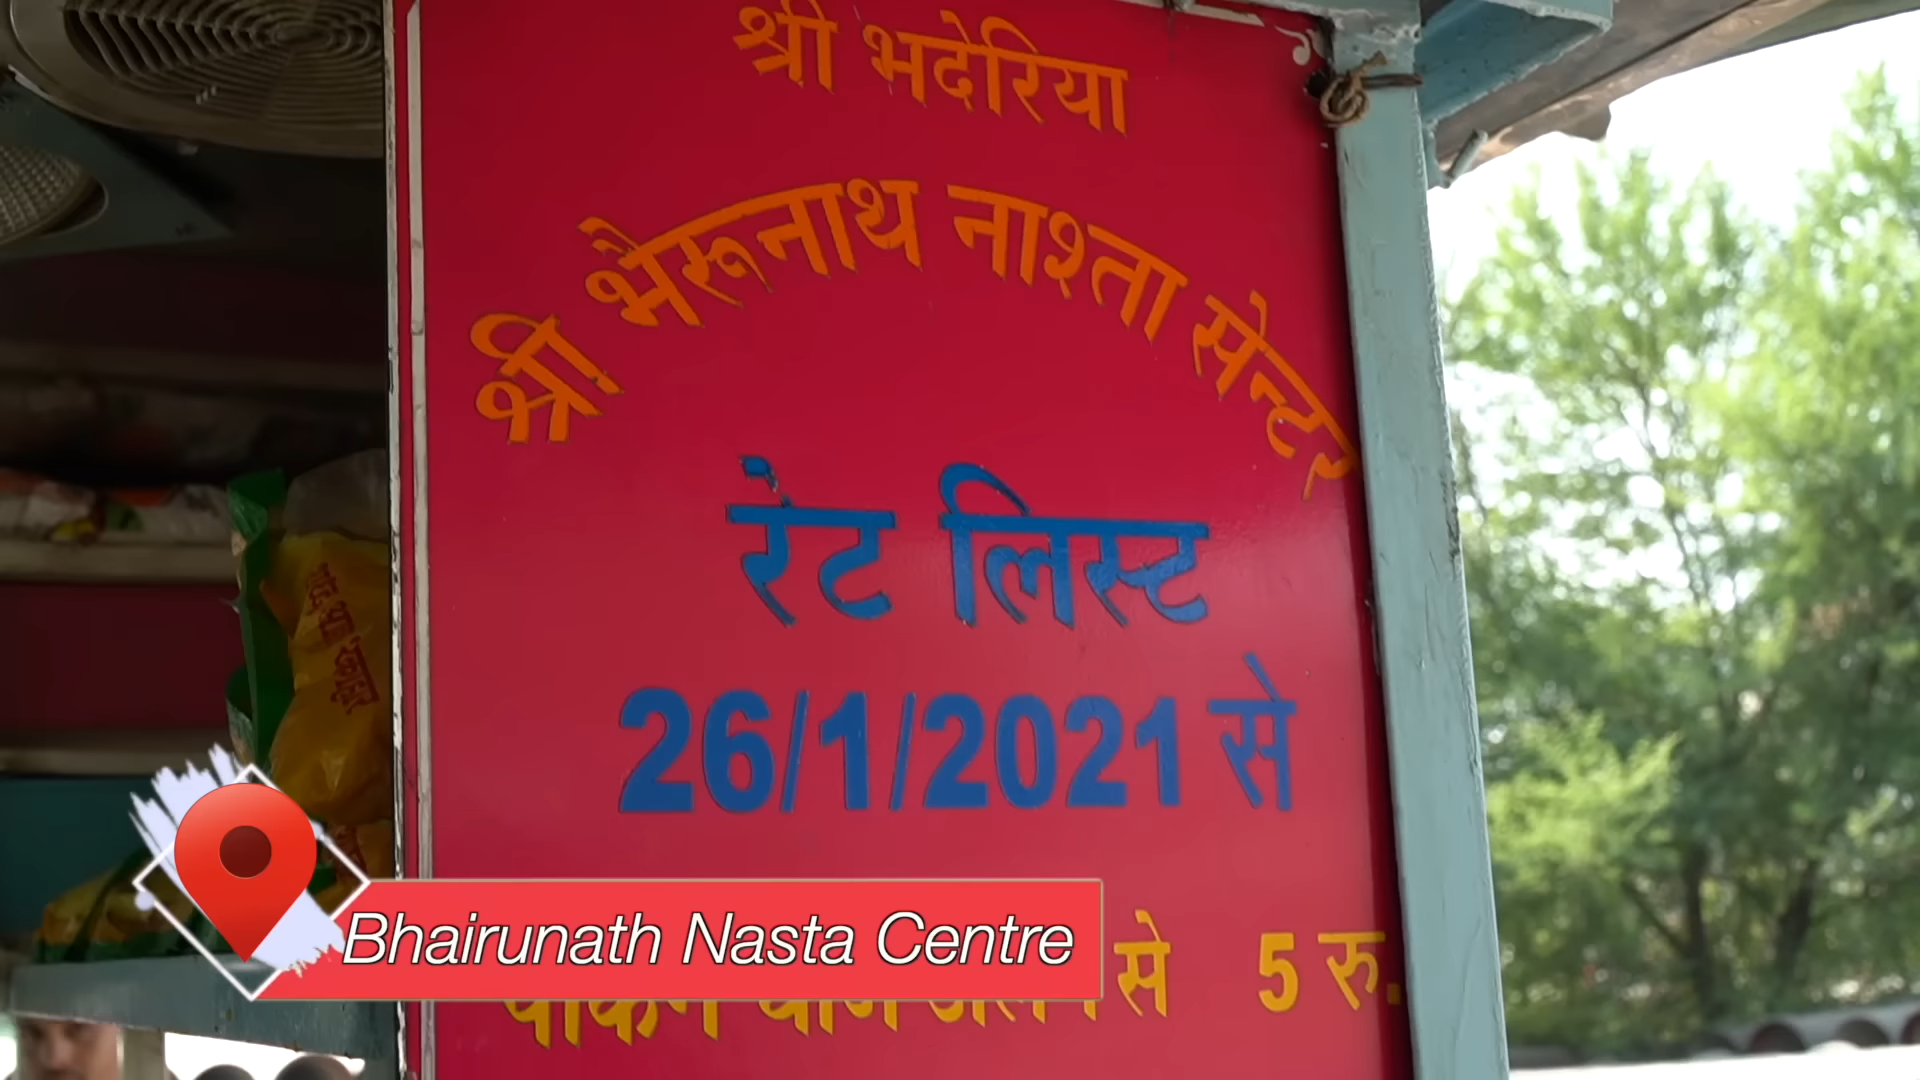 श्री भदेरिया
श्री भैरूनाथ नाश्ता सेन्टर
रेट लिस्ट
26/1/2021 से
से 5 रु.
Bhairunath Nasta Centre